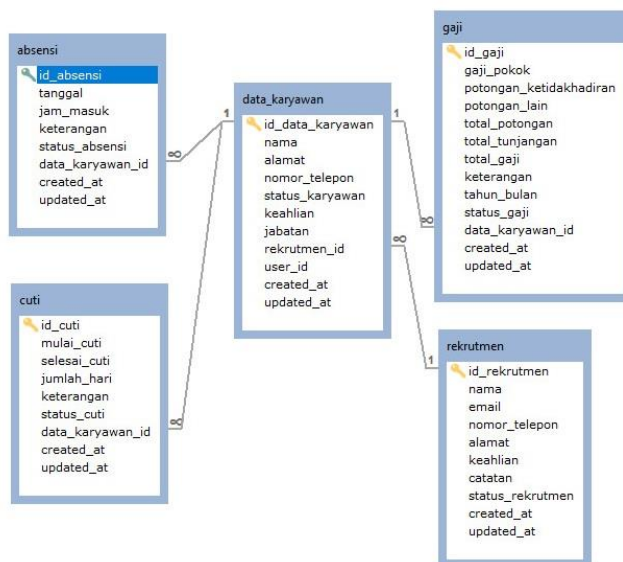 absensi
id_absensi
tanggal
jam_masuk
keterangan
status_absensi
data_karyawan_id
created_at
updated_at
cuti
id_cuti
mulai_cuti
selesai_cuti
jumlah_hari
keterangan
status_cuti
data_karyawan_id
created_at
updated_at
1
∞
∞
data_karyawan
id_data_karyawan
nama
alamat
nomor_telepon
status_karyawan
keahlian
jabatan
rekrutmen_id
user_id
created_at
updated_at
1
∞
∞
1
gaji
id_gaji
gaji_pokok
potongan_ketidakhadiran
potongan_lain
total_potongan
total_tunjangan
total_gaji
keterangan
tahun_bulan
status_gaji
data_karyawan_id
created_at
updated_at
rekrutmen
id_rekrutmen
nama
email
nomor_telepon
alamat
keahlian
catatan
status_rekrutmen
created_at
updated_at